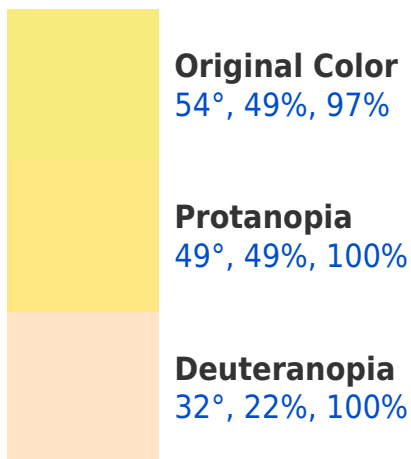 Original Color
54°, 49%, 97%
Protanopia
49°, 49%, 100%
Deuteranopia
32°, 22%, 100%